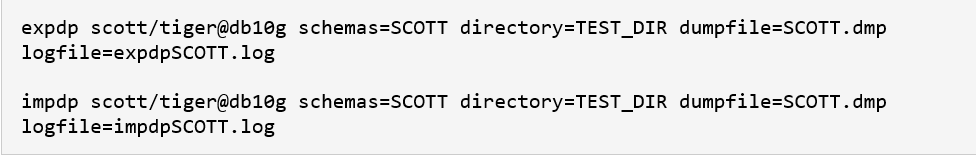 expdp scott/tiger@db10g schemas=SCOTT directory=TEST_DIR dumpfile=SCOTT.dmp
logfile=expdpSCOTT.log
impdp scott/tiger@db10g schemas=SCOTT directory=TEST_DIR dumpfile=SCOTT.dmp
logfile=impdpSCOTT.log